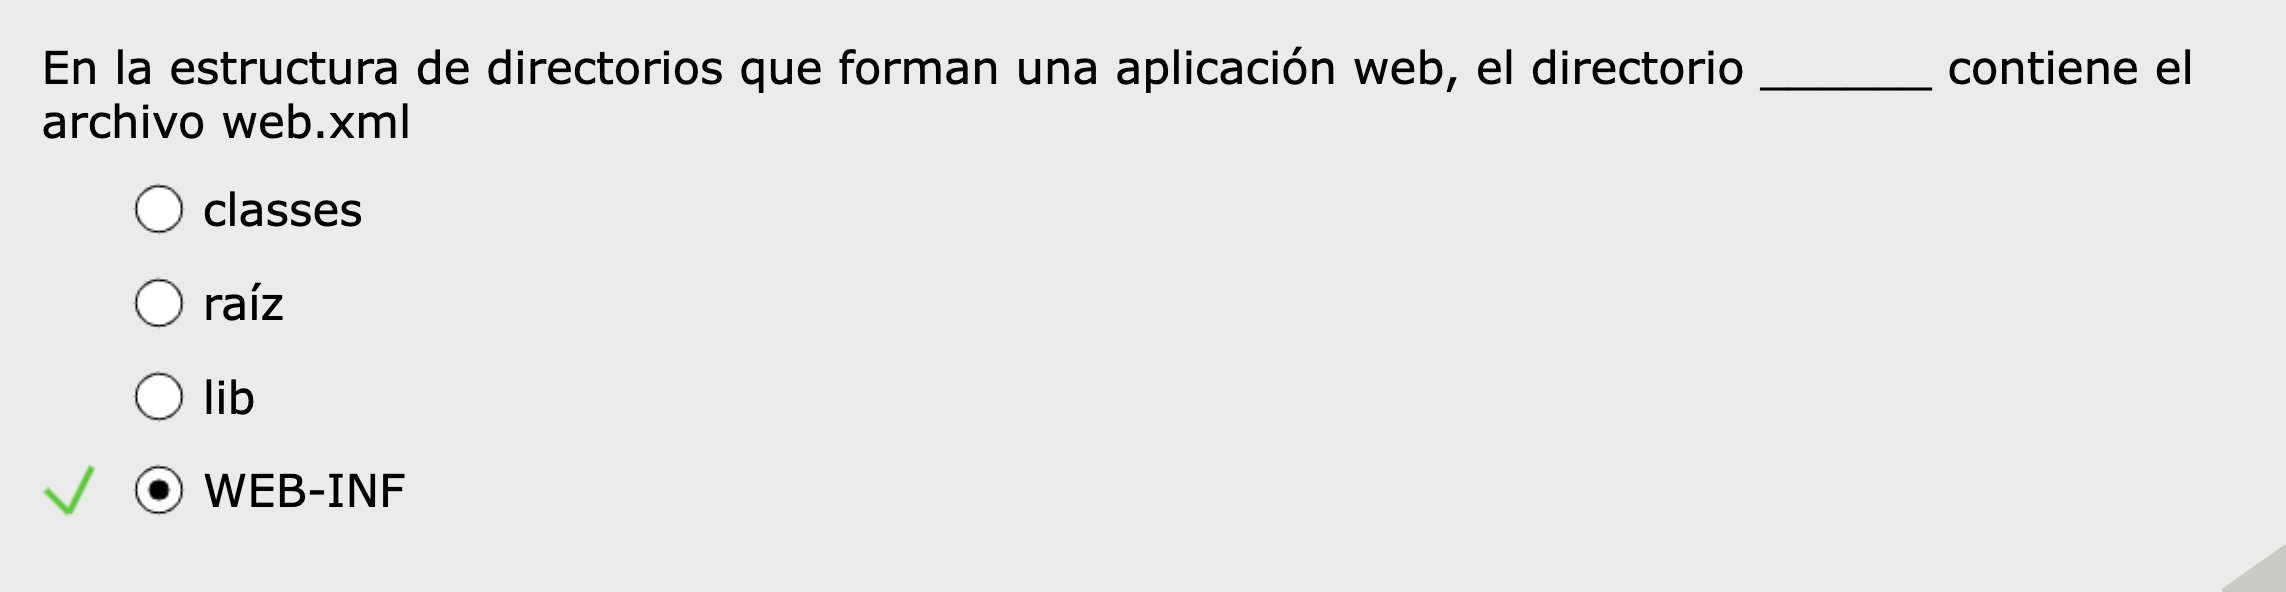 En la estructura de directorios que forman una aplicación web, el directorio _______ contiene el
archivo web.xml
classes
raíz
lib
WEB-INF